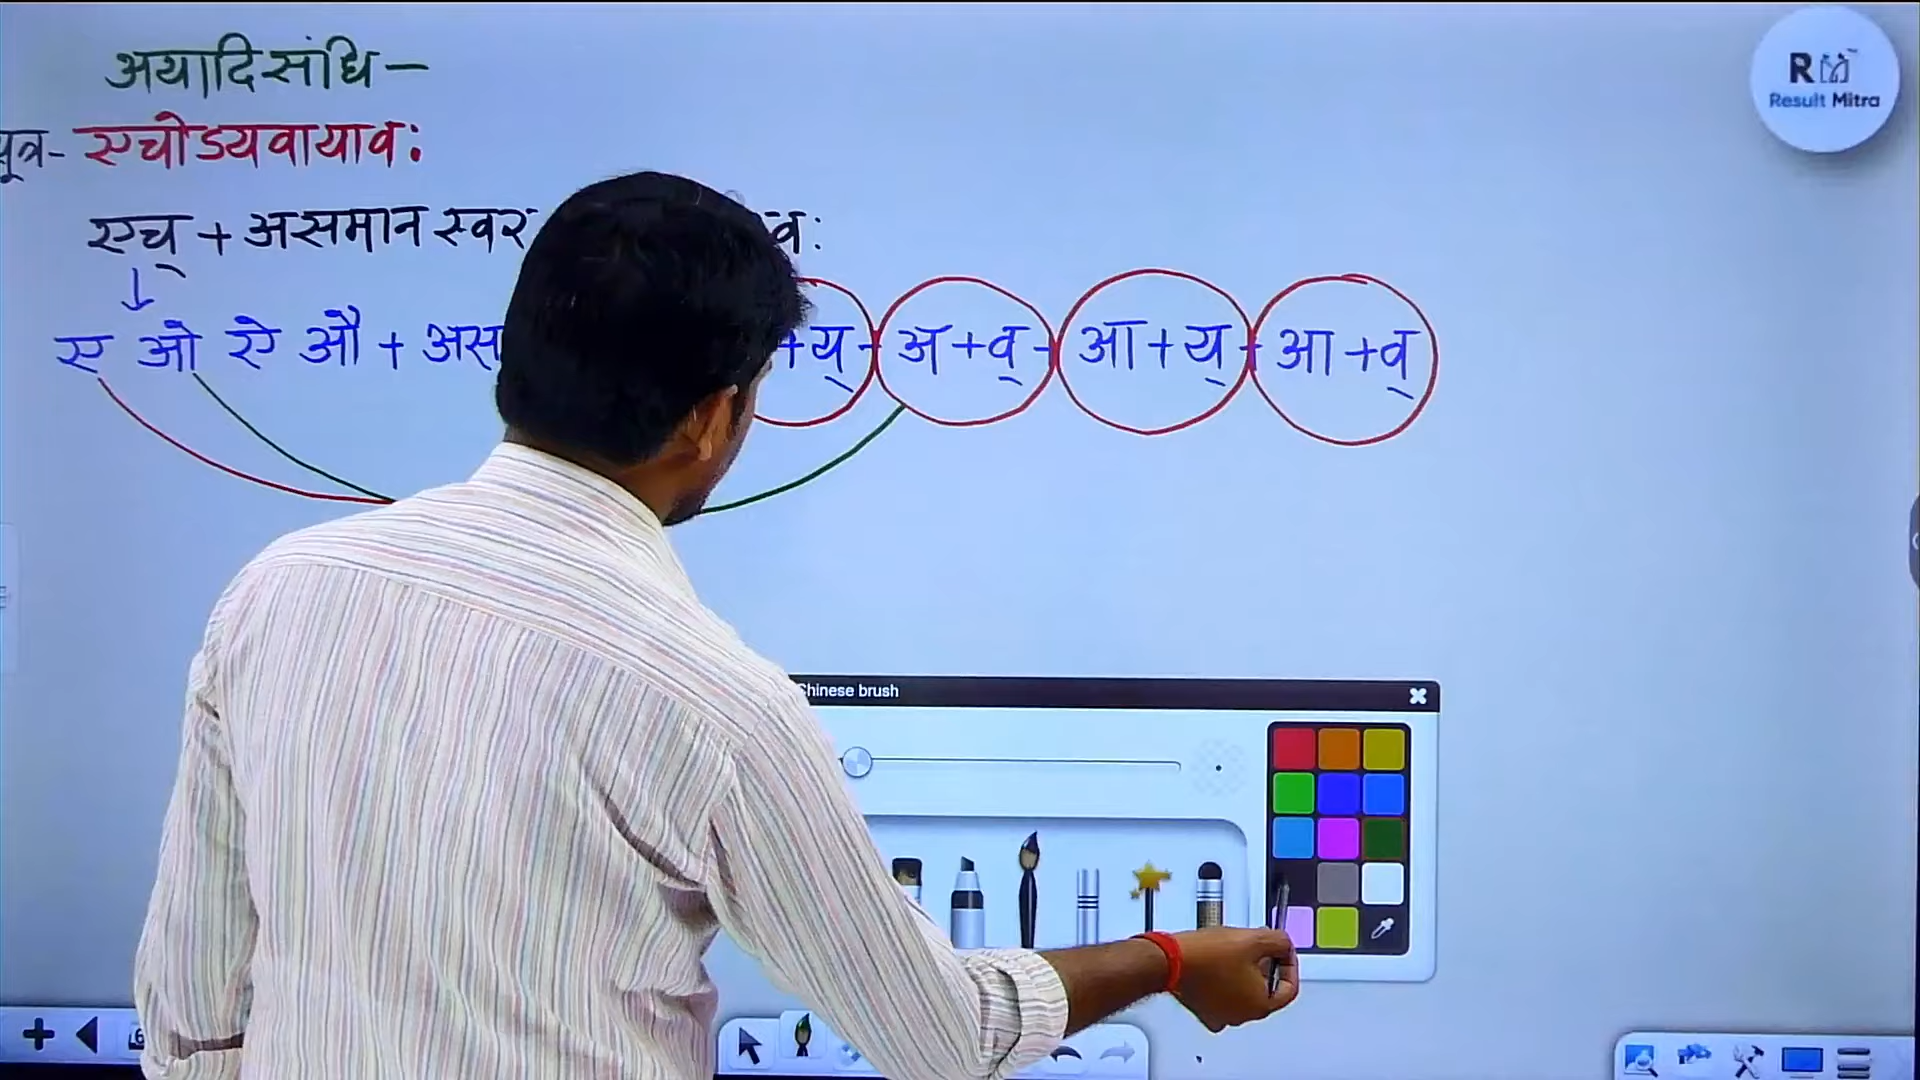 अयादि संधि -
सूत्र- एचोऽयवायावः
R
Result Mitra
एच् + असमान स्वर वः
ए ओ ऐ औ + अस +य् - अ+व् - आ+य् - आ+व्
Chinese brush